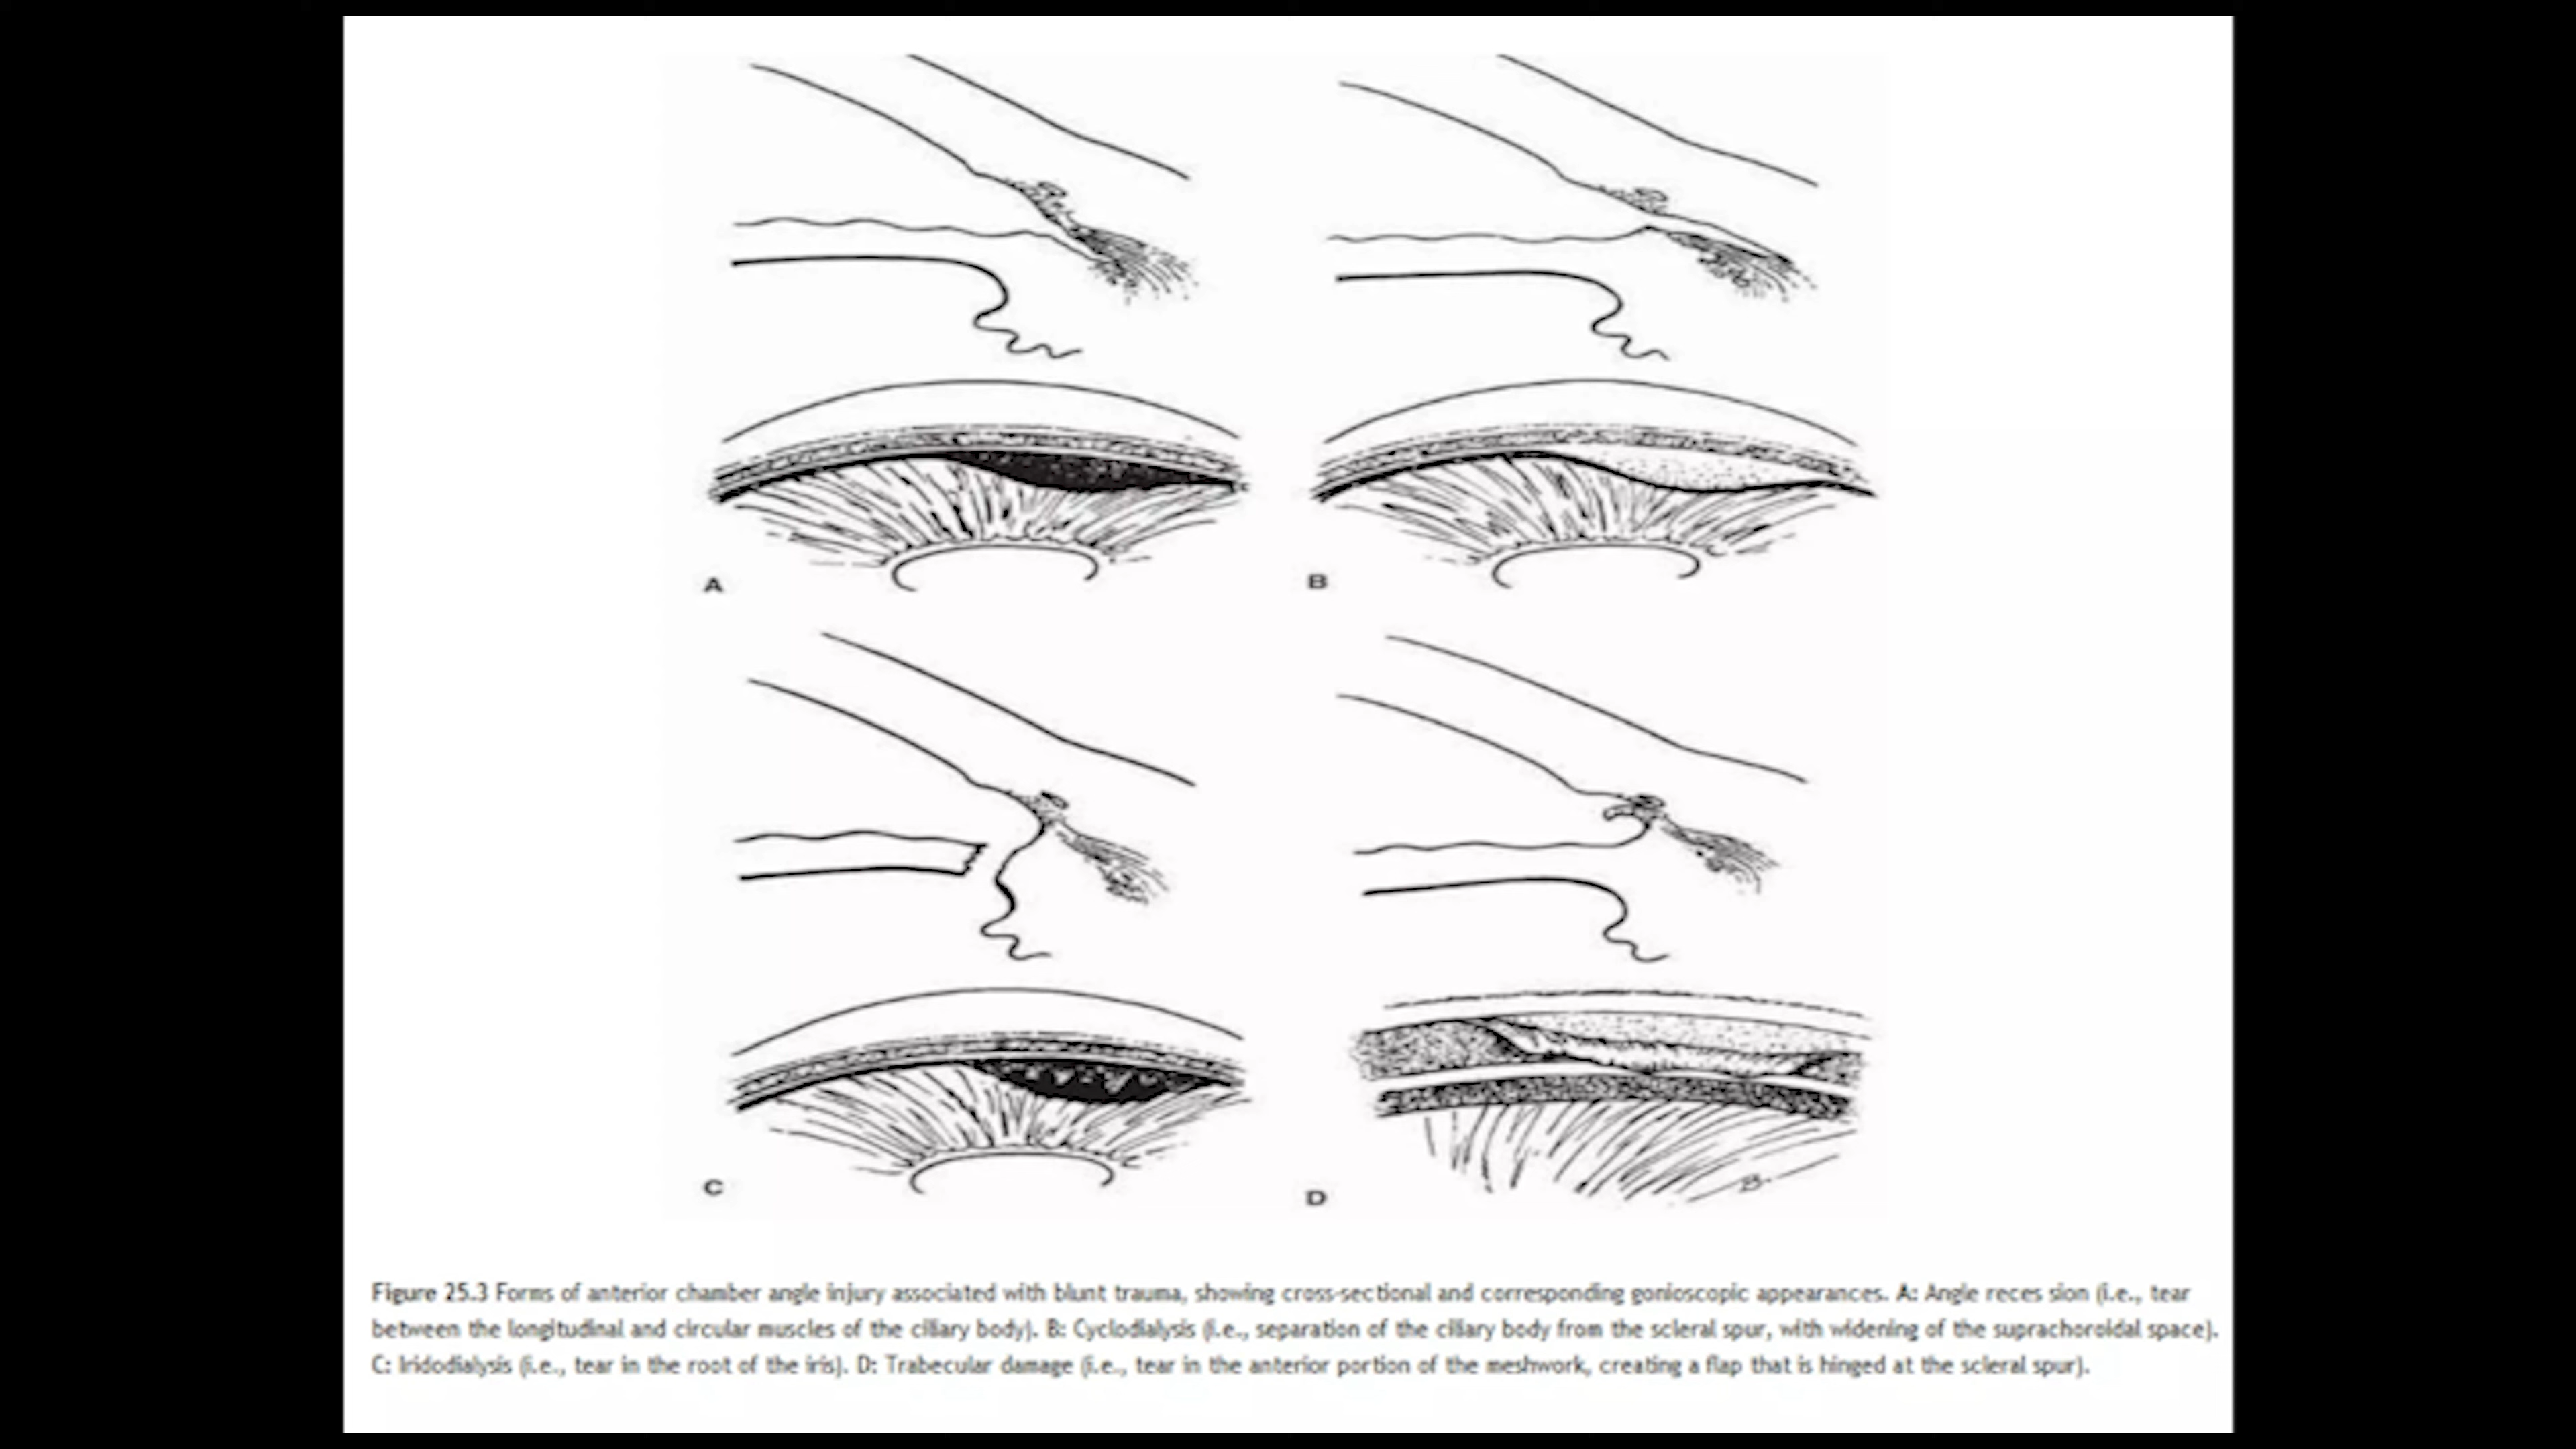 A
B
C
D
Figure 25.3 Forms of anterior chamber angle injury associated with blunt trauma, showing cross-sectional and corresponding gonioscopic appearances. A: Angle reces sion (i.e., tear
between the longitudinal and circular muscles of the ciliary body). B: Cyclodialysis (i.e., separation of the ciliary body from the scleral spur, with widening of the suprachoroidal space).
C: Iridodialysis (i.e., tear in the root of the iris). D: Trabecular damage (i.e., tear in the anterior portion of the meshwork, creating a flap that is hinged at the scleral spur).